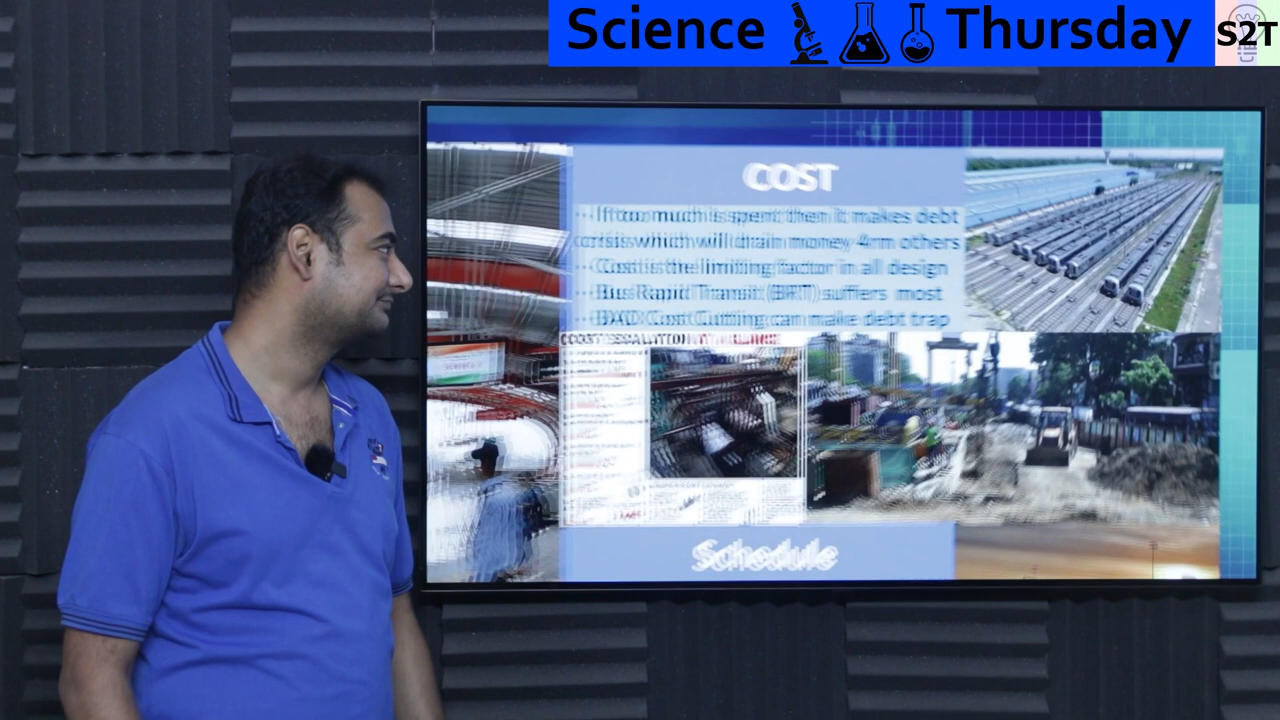 Science Thursday
S2T
COST
If too much is spent then it makes debt
crisis which will drain money 4rm others
Cost is the limiting factor in all design
Bus Rapid Transit (BRT) suffers most
BAD Cost Cutting can make debt trap
COST ESCALATION
Schedule